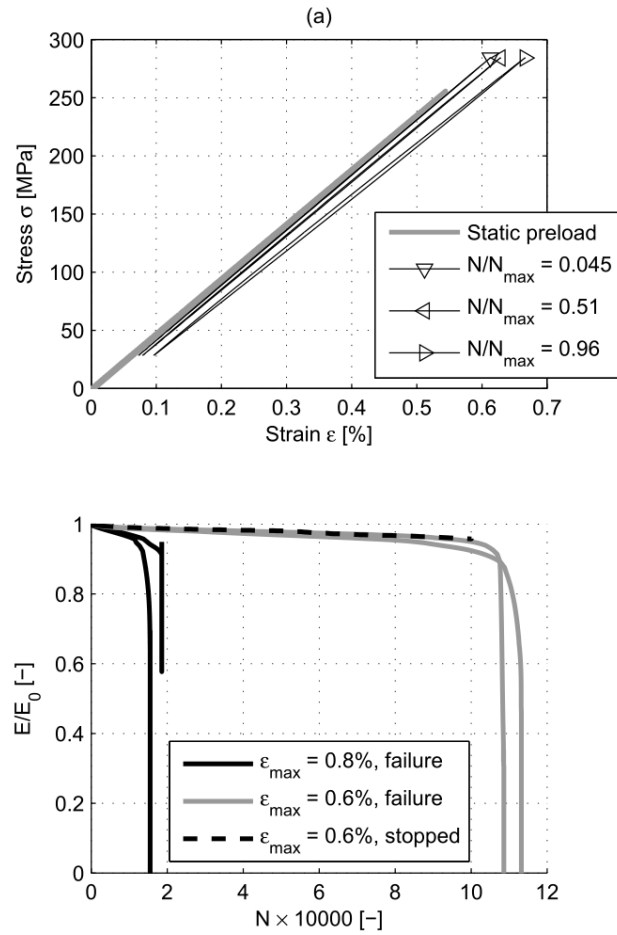 (a)
300
250
200
150
100
50
0
Stress σ [MPa]
0 0.1 0.2 0.3 0.4 0.5 0.6 0.7
Strain ε [%]
Static preload
N/Nmax = 0.045
N/Nmax = 0.51
N/Nmax = 0.96
1
0.8
0.6
0.4
0.2
0
E/E0 [-]
εmax = 0.8%, failure
εmax = 0.6%, failure
εmax = 0.6%, stopped
0 2 4 6 8 10 12
N × 10000 [-]